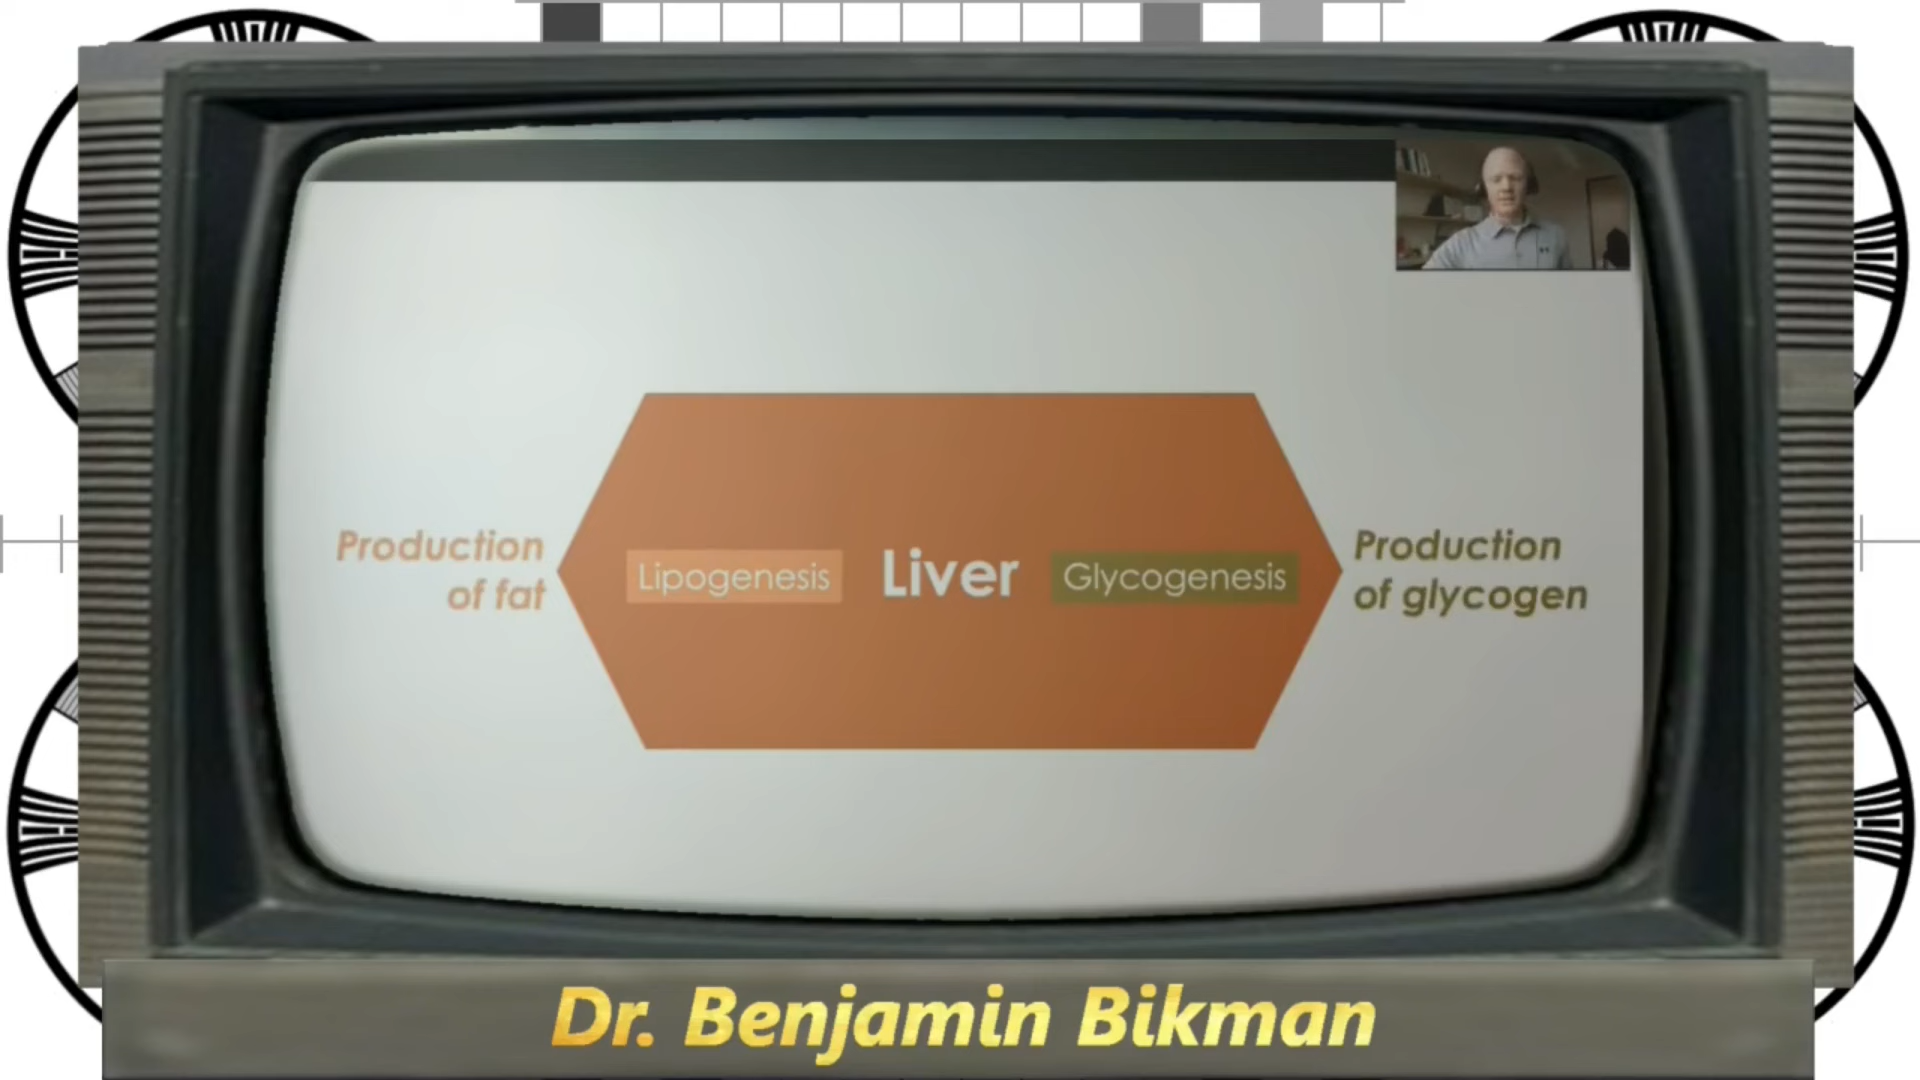 Production
of fat
Lipogenesis
Liver
Glycogenesis
Production
of glycogen
Dr. Benjamin Bikman